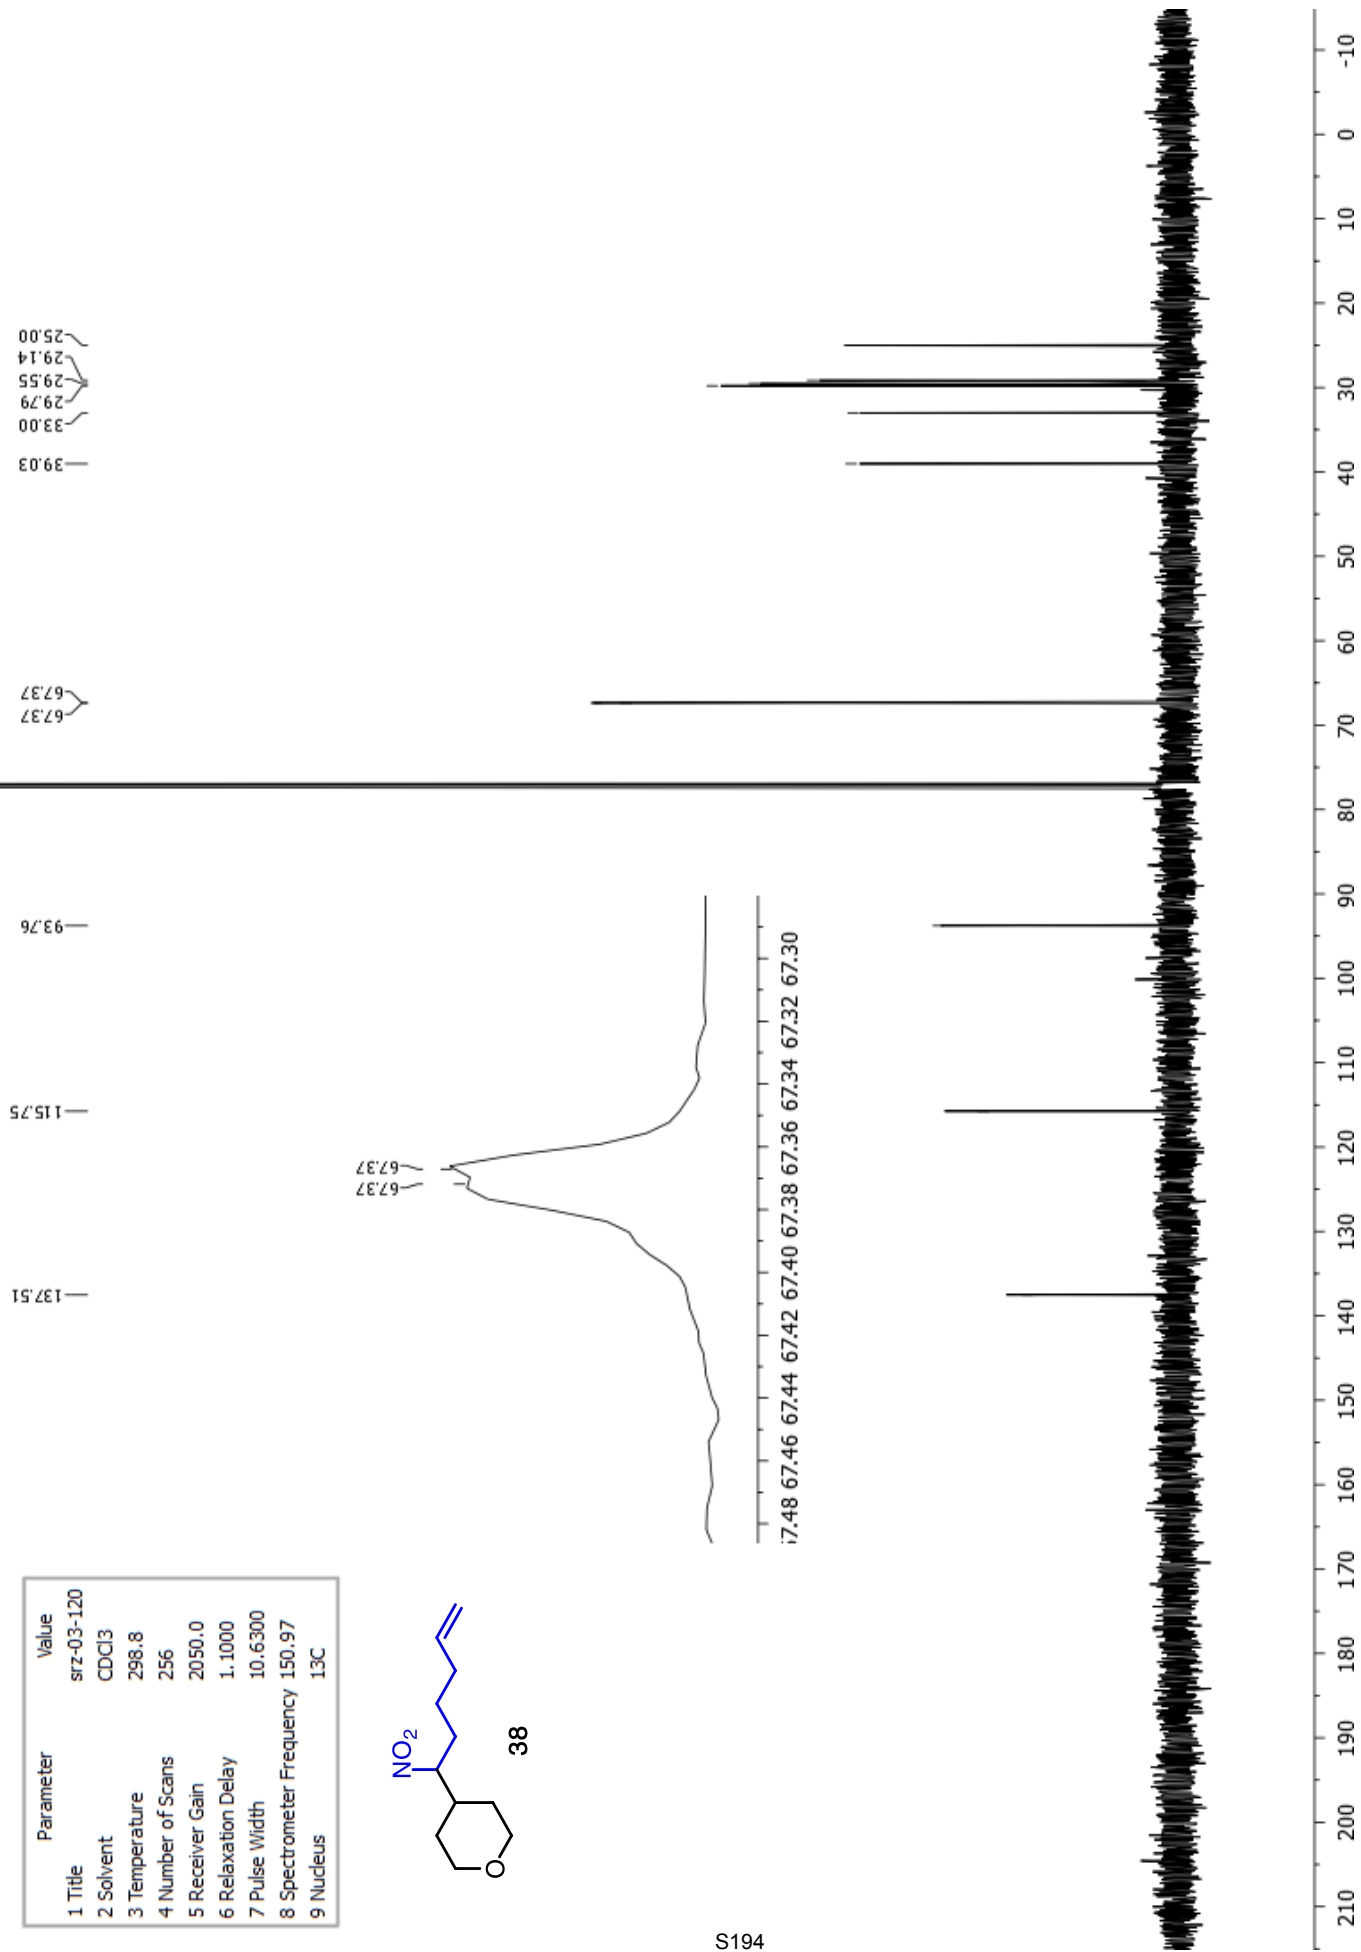 Parameter Value
1 Title srz-03-120
2 Solvent CDCl3
3 Temperature 298.8
4 Number of Scans 256
5 Receiver Gain 2050.0
6 Relaxation Delay 1.1000
7 Pulse Width 10.6300
8 Spectrometer Frequency 150.97
9 Nucleus 13C
137.51
115.75
93.76
67.37
67.37
39.03
33.00
29.79
29.55
29.14
25.00
NO2
O
38
67.37
67.37
7.48 67.46 67.44 67.42 67.40 67.38 67.36 67.34 67.32 67.30
210 200 190 180 170 160 150 140 130 120 110 100 90 80 70 60 50 40 30 20 10 0 -10
S194